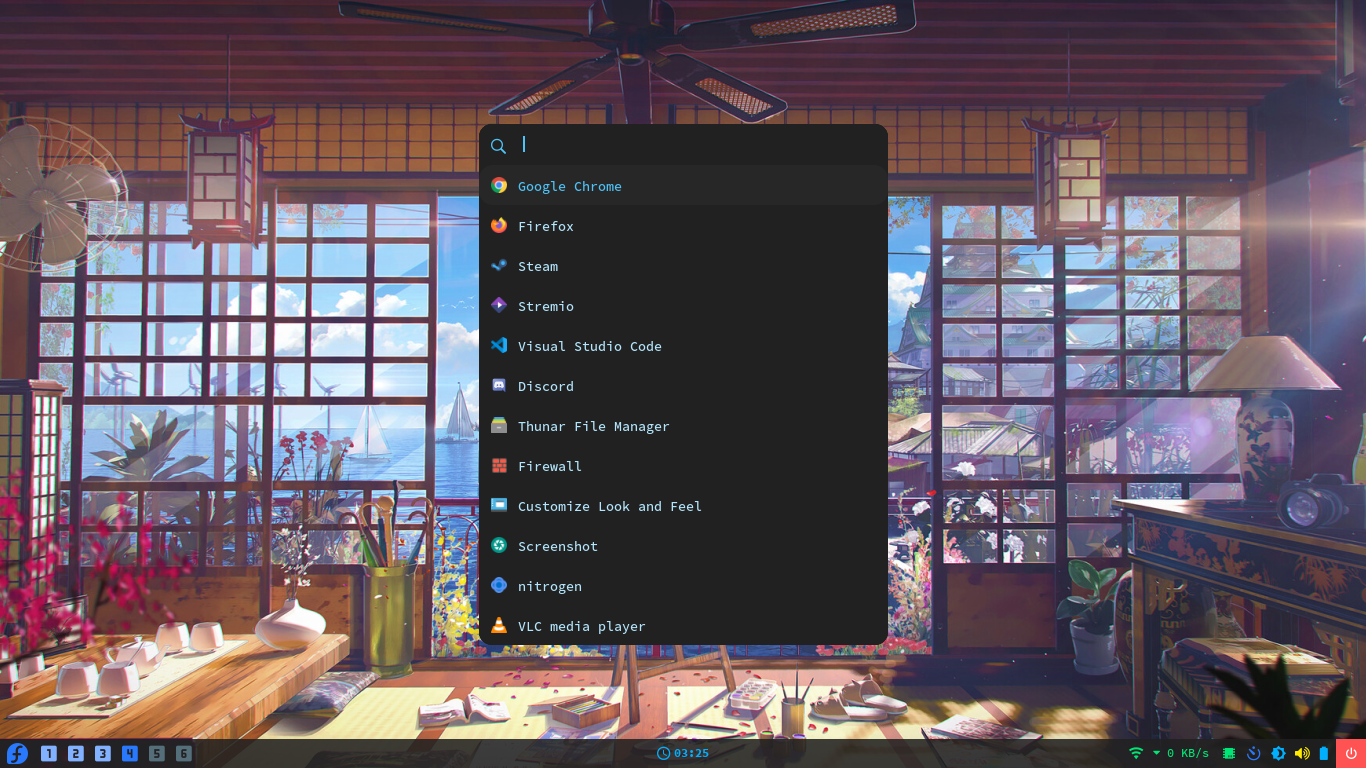 Google Chrome
Firefox
Steam
Stremio
Visual Studio Code
Discord
Thunar File Manager
Firewall
Customize Look and Feel
Screenshot
nitrogen
VLC media player
1 2 3 4 5 6
03:25
0 KB/s